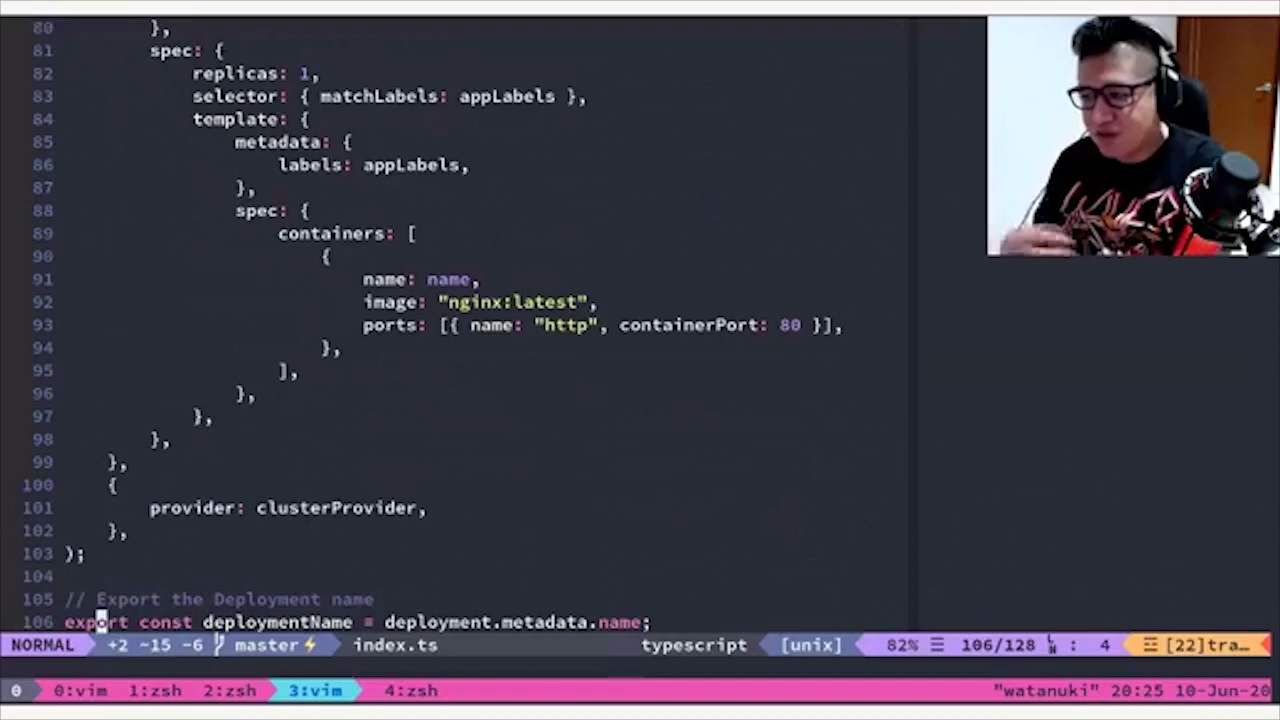 80 },
81 spec: {
82 replicas: 1,
83 selector: { matchLabels: appLabels },
84 template: {
85 metadata: {
86 labels: appLabels,
87 },
88 spec: {
89 containers: [
90 {
91 name: name,
92 image: "nginx:latest",
93 ports: [{ name: "http", containerPort: 80 }],
94 },
95 ],
96 },
97 },
98 },
99 },
100 {
101 provider: clusterProvider,
102 },
103 );
104
105 // Export the Deployment name
106 export const deploymentName = deployment.metadata.name;
NORMAL +2 ~15 -6 master⚡ index.ts typescript [unix] 82% ☰ 106/128 ㏑ : 4 ☲ [22]tra…
0 0:vim 1:zsh 2:zsh 3:vim 4:zsh "watanuki" 20:25 10-Jun-20